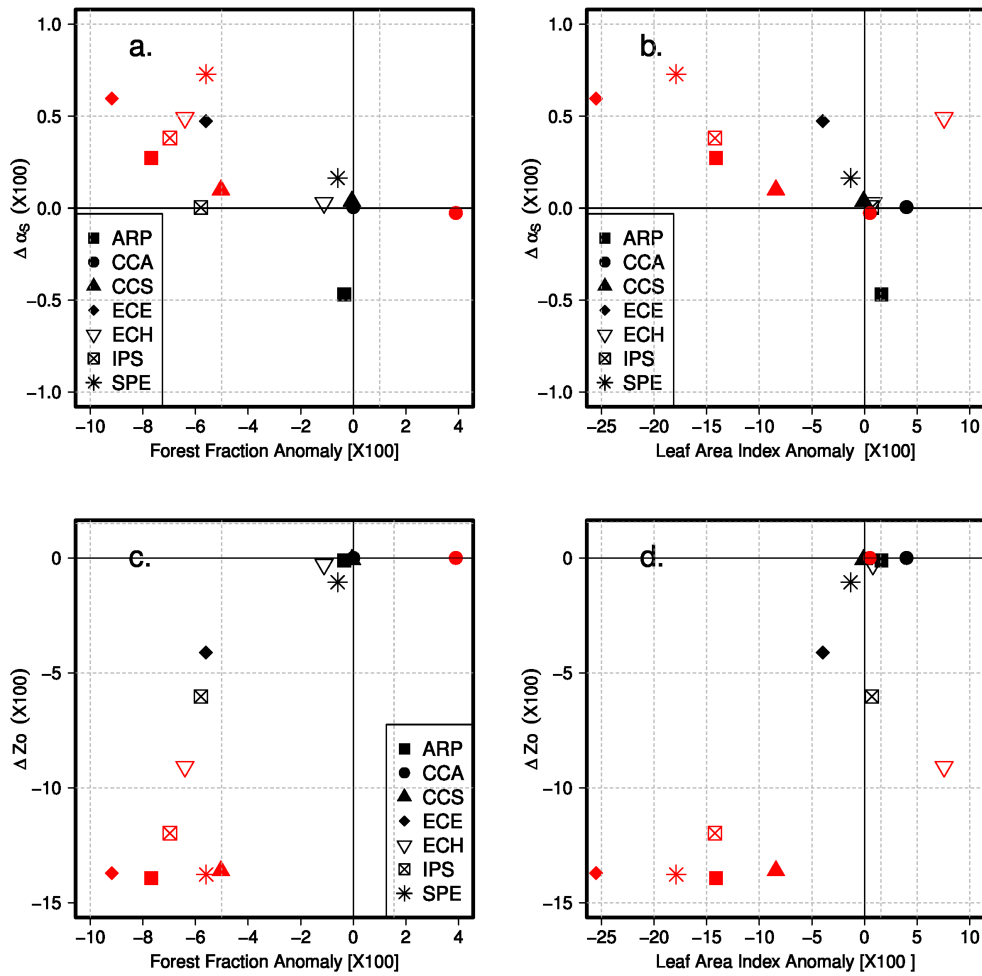 a.
1.0
0.5
0.0
−0.5
−1.0
Δ αs (X100)
ARP
CCA
CCS
ECE
ECH
IPS
SPE
−10 −8 −6 −4 −2 0 2 4
Forest Fraction Anomaly [X100]
b.
1.0
0.5
0.0
−0.5
−1.0
Δ αs (X100)
ARP
CCA
CCS
ECE
ECH
IPS
SPE
−25 −20 −15 −10 −5 0 5 10
Leaf Area Index Anomaly [X100]
c.
0
−5
−10
−15
Δ Zo (X100)
ARP
CCA
CCS
ECE
ECH
IPS
SPE
−10 −8 −6 −4 −2 0 2 4
Forest Fraction Anomaly [X100]
d.
0
−5
−10
−15
Δ Zo (X100)
−25 −20 −15 −10 −5 0 5 10
Leaf Area Index Anomaly [X100 ]